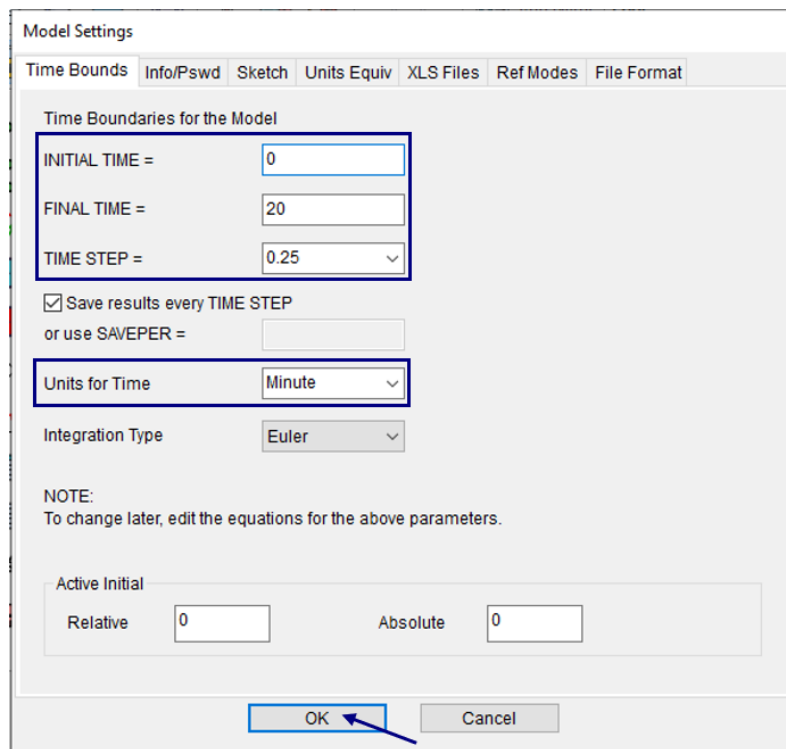 Model Settings
Time Bounds Info/Pswd Sketch Units Equiv XLS Files Ref Modes File Format
Time Boundaries for the Model
INITIAL TIME = 0
FINAL TIME = 20
TIME STEP = 0.25
Save results every TIME STEP
or use SAVEPER =
Units for Time Minute
Integration Type Euler
NOTE:
To change later, edit the equations for the above parameters.
Active Initial
Relative 0 Absolute 0
OK Cancel